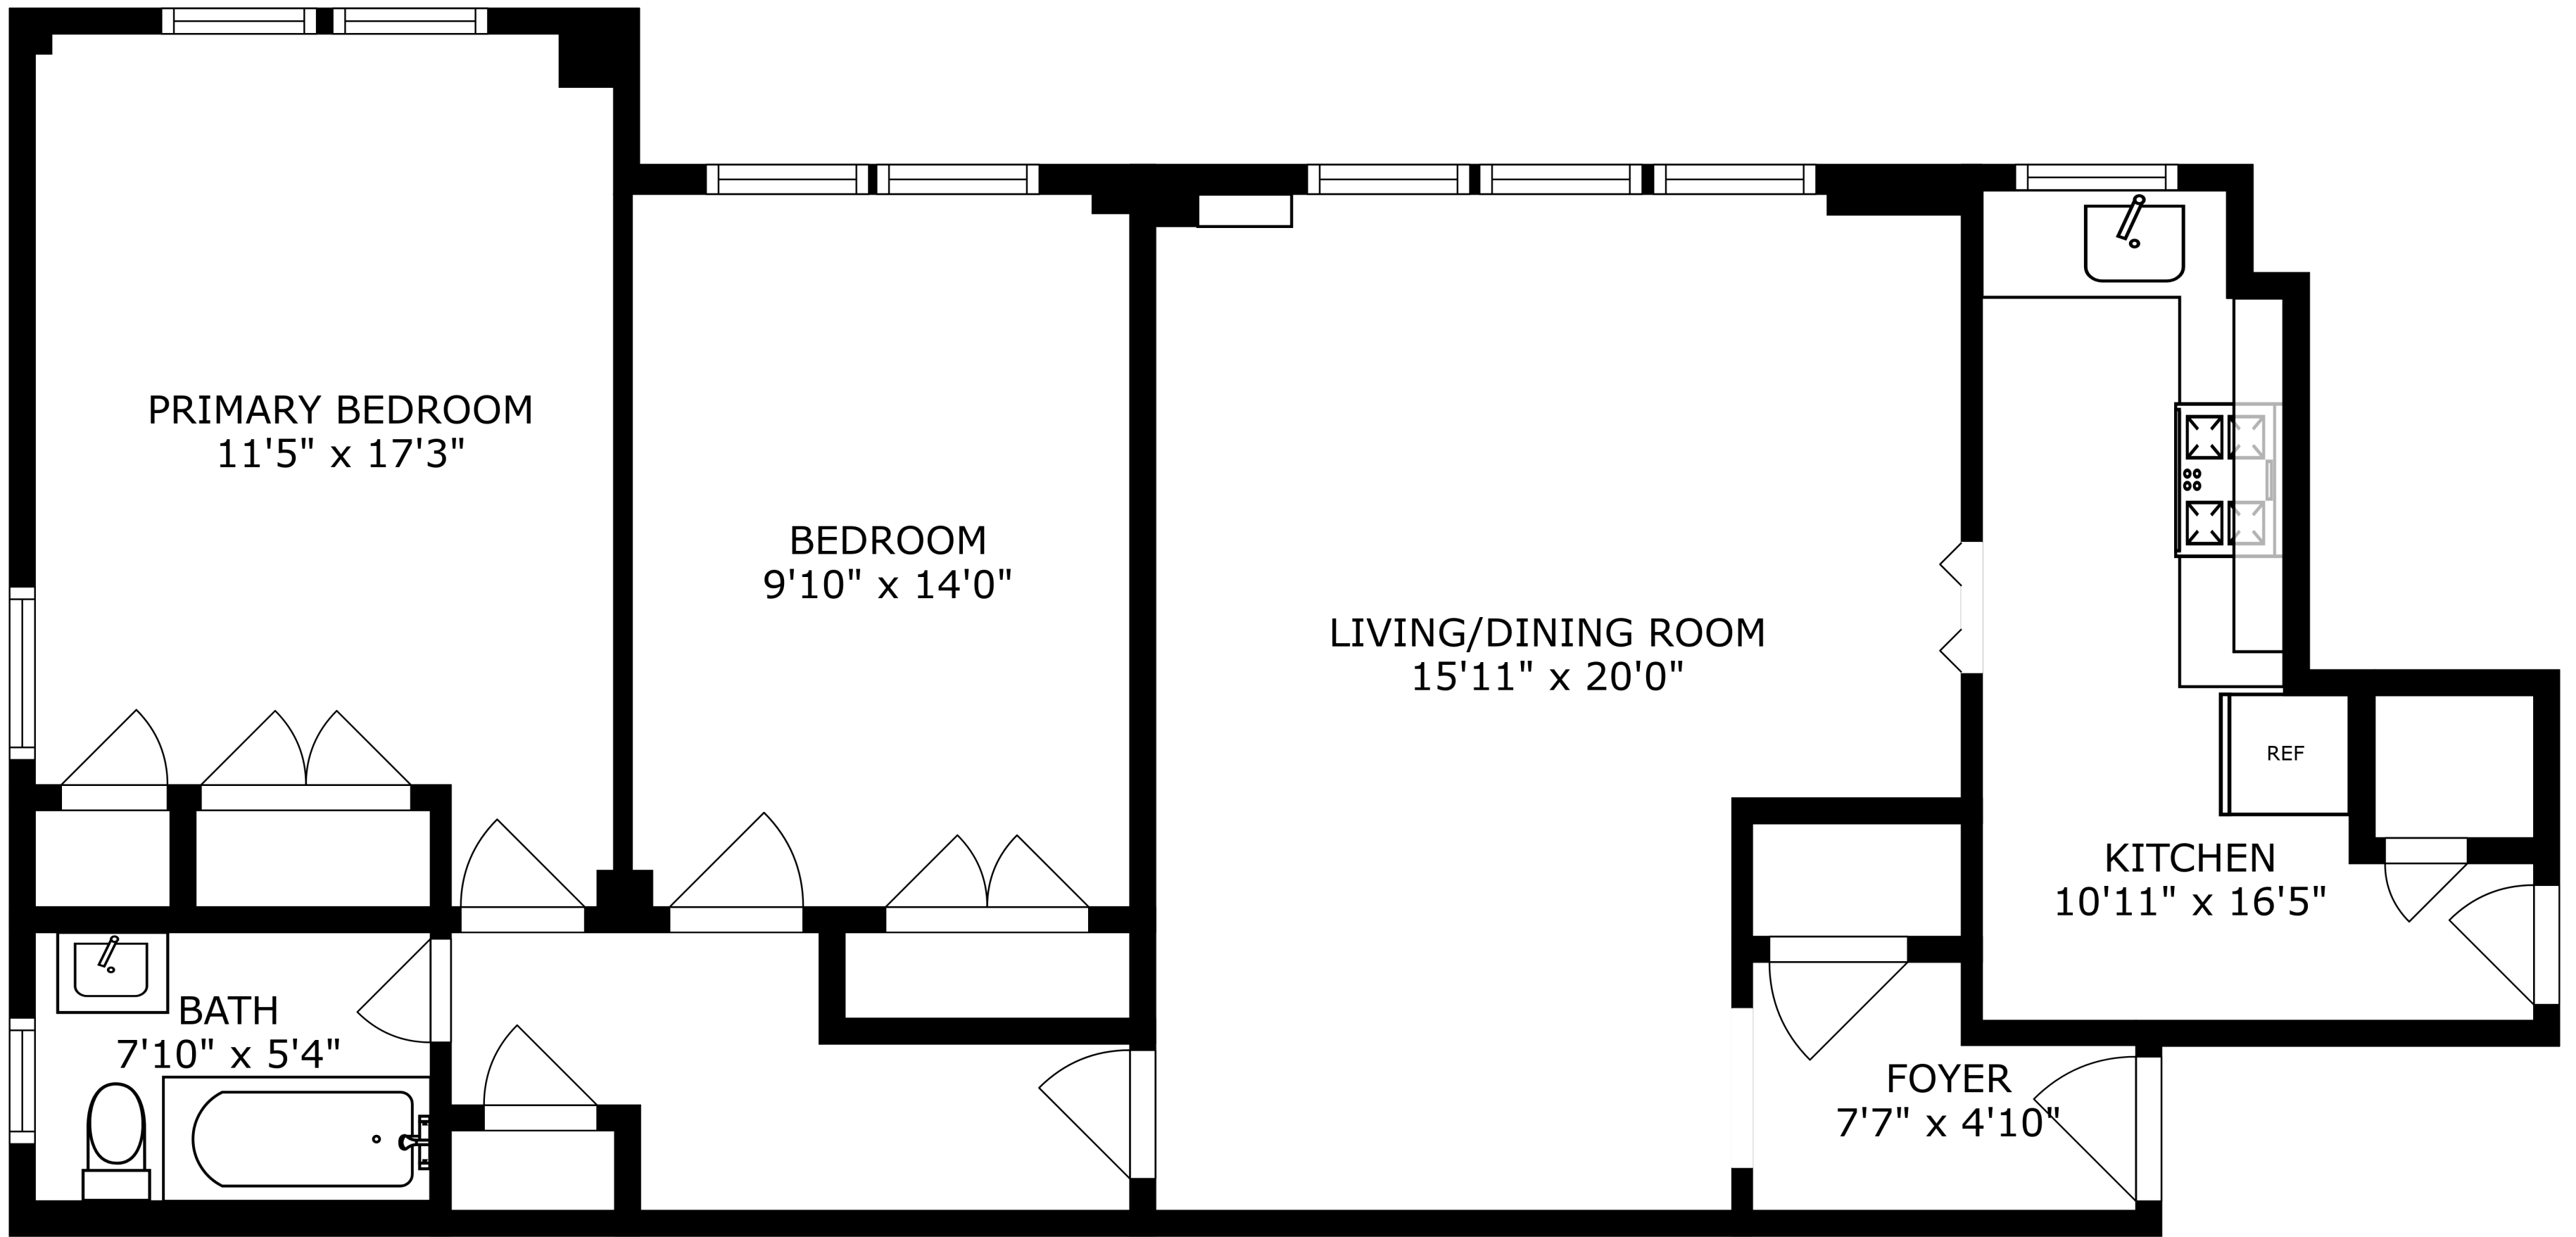 PRIMARY BEDROOM
11'5" x 17'3"
BEDROOM
9'10" x 14'0"
LIVING/DINING ROOM
15'11" x 20'0"
REF
KITCHEN
10'11" x 16'5"
BATH
7'10" x 5'4"
FOYER
7'7" x 4'10"